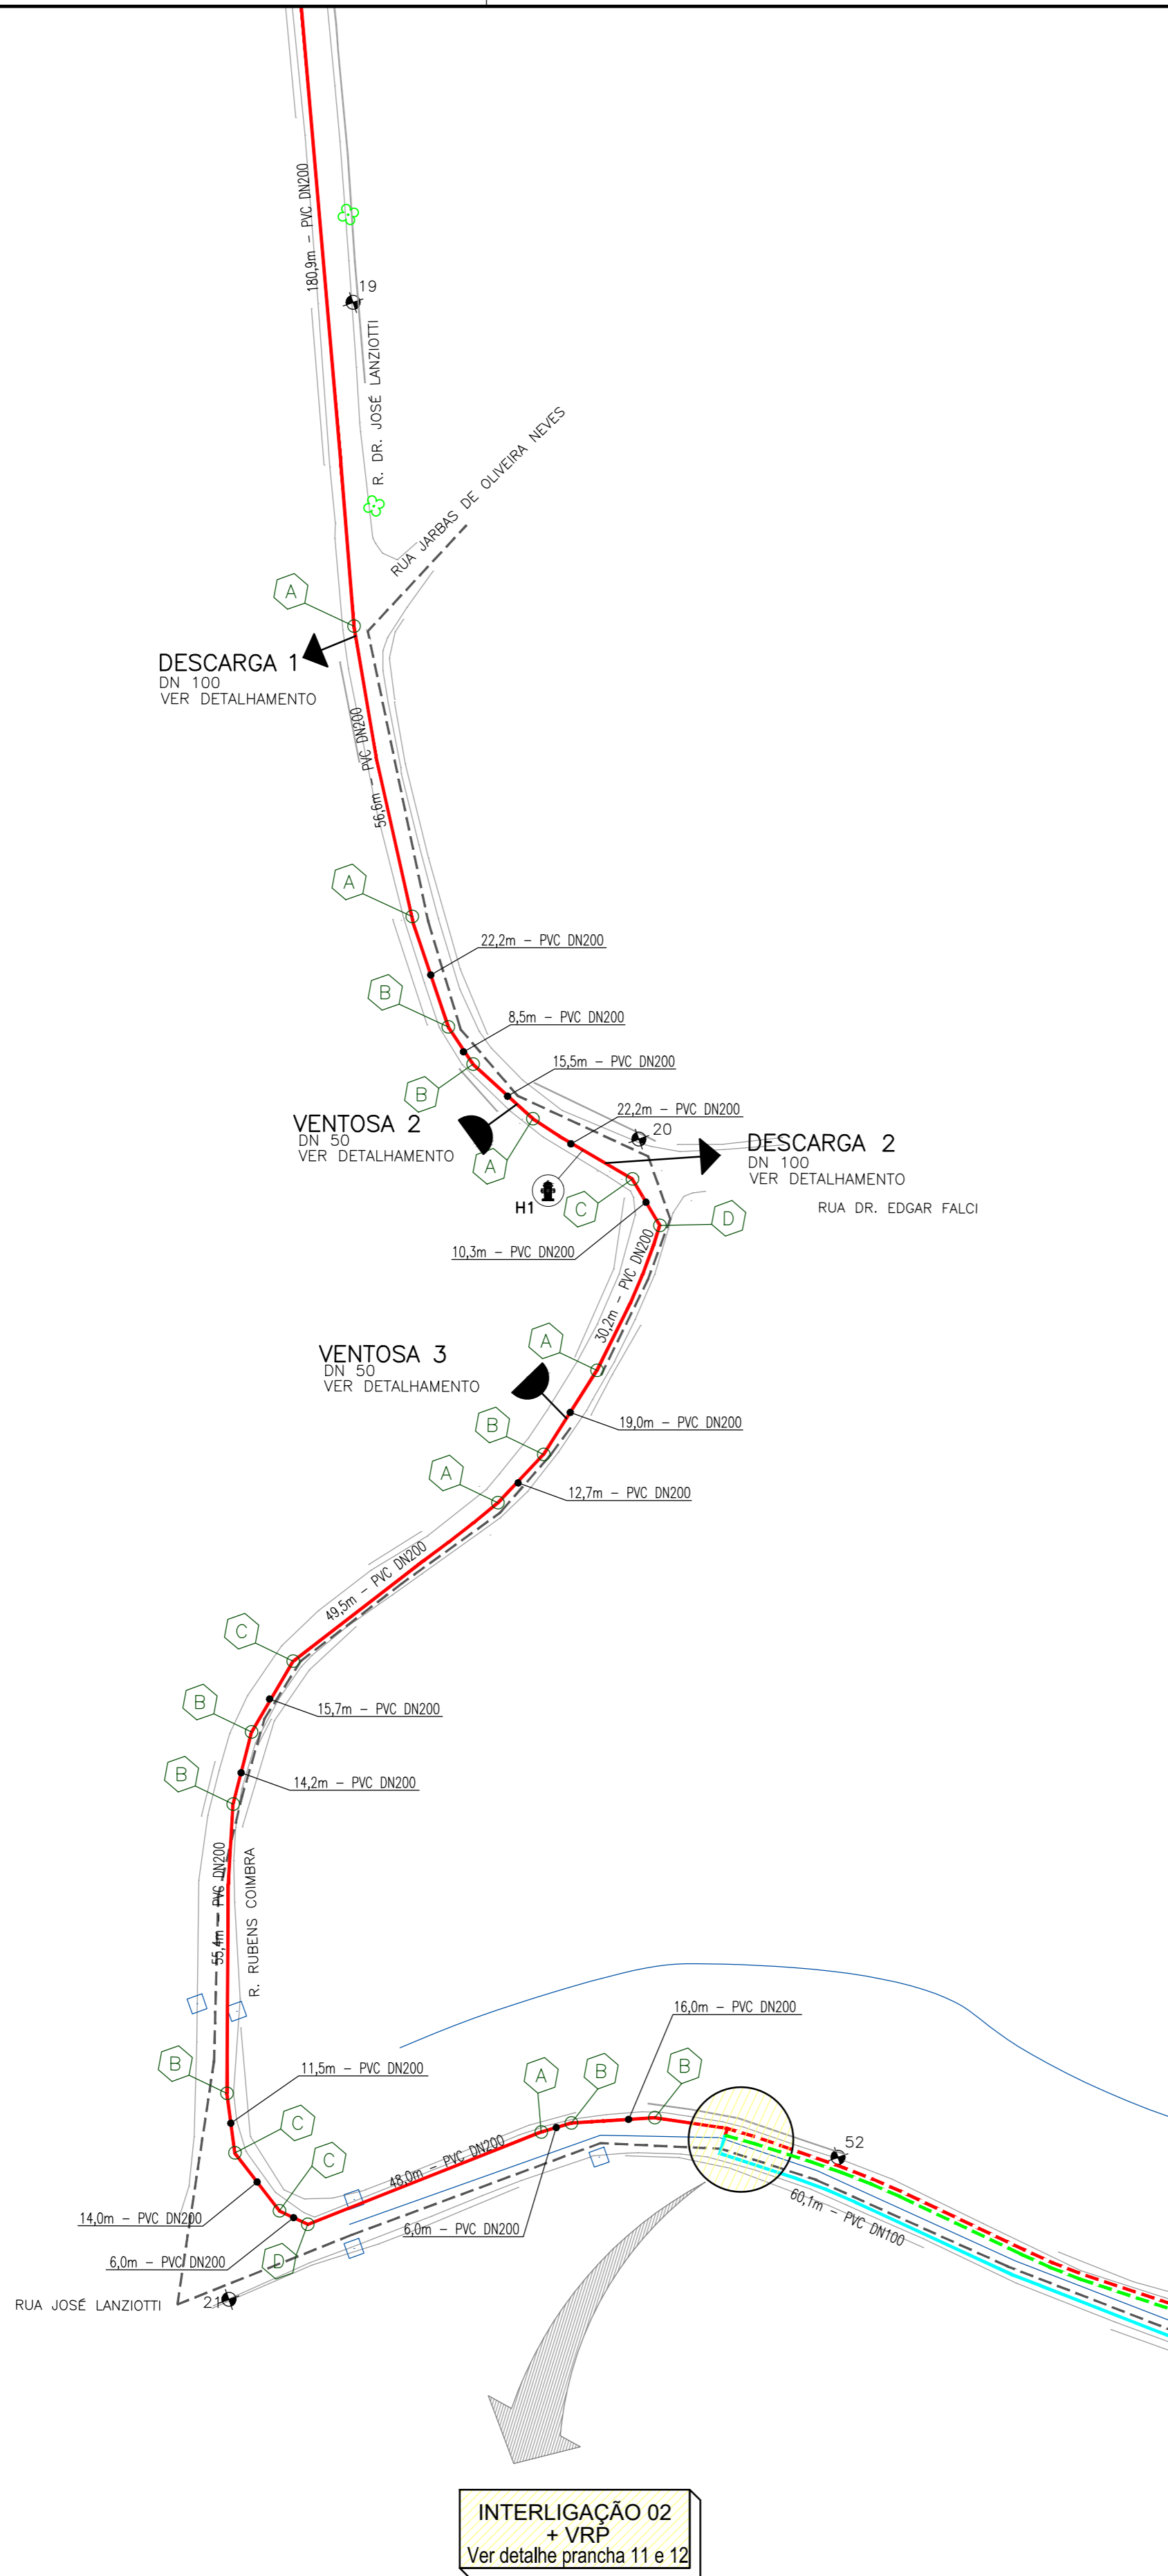 180,9m - PVC DN200
19
R. DR. JOSÉ LANZIOTTI
RUA JARBAS DE OLIVEIRA NEVES
A
DESCARGA 1
DN 100
VER DETALHAMENTO
56,6m - PVC DN200
A
22,2m - PVC DN200
B
8,5m - PVC DN200
15,5m - PVC DN200
B
22,2m - PVC DN200
VENTOSA 2
DN 50
VER DETALHAMENTO
20
DESCARGA 2
DN 100
VER DETALHAMENTO
A
H1
C
D
RUA DR. EDGAR FALCI
10,3m - PVC DN200
30,2m - PVC DN200
A
VENTOSA 3
DN 50
VER DETALHAMENTO
B
19,0m - PVC DN200
A
12,7m - PVC DN200
49,5m - PVC DN200
C
B
15,7m - PVC DN200
B
14,2m - PVC DN200
55,4m - PVC DN200
R. RUBENS COIMBRA
16,0m - PVC DN200
B
11,5m - PVC DN200
A
B
B
C
C
48,0m - PVC DN200
52
14,0m - PVC DN200
6,0m - PVC DN200
60,1m - PVC DN100
6,0m - PVC DN200
D
RUA JOSÉ LANZIOTTI
21
INTERLIGAÇÃO 02
+ VRP
Ver detalhe prancha 11 e 12